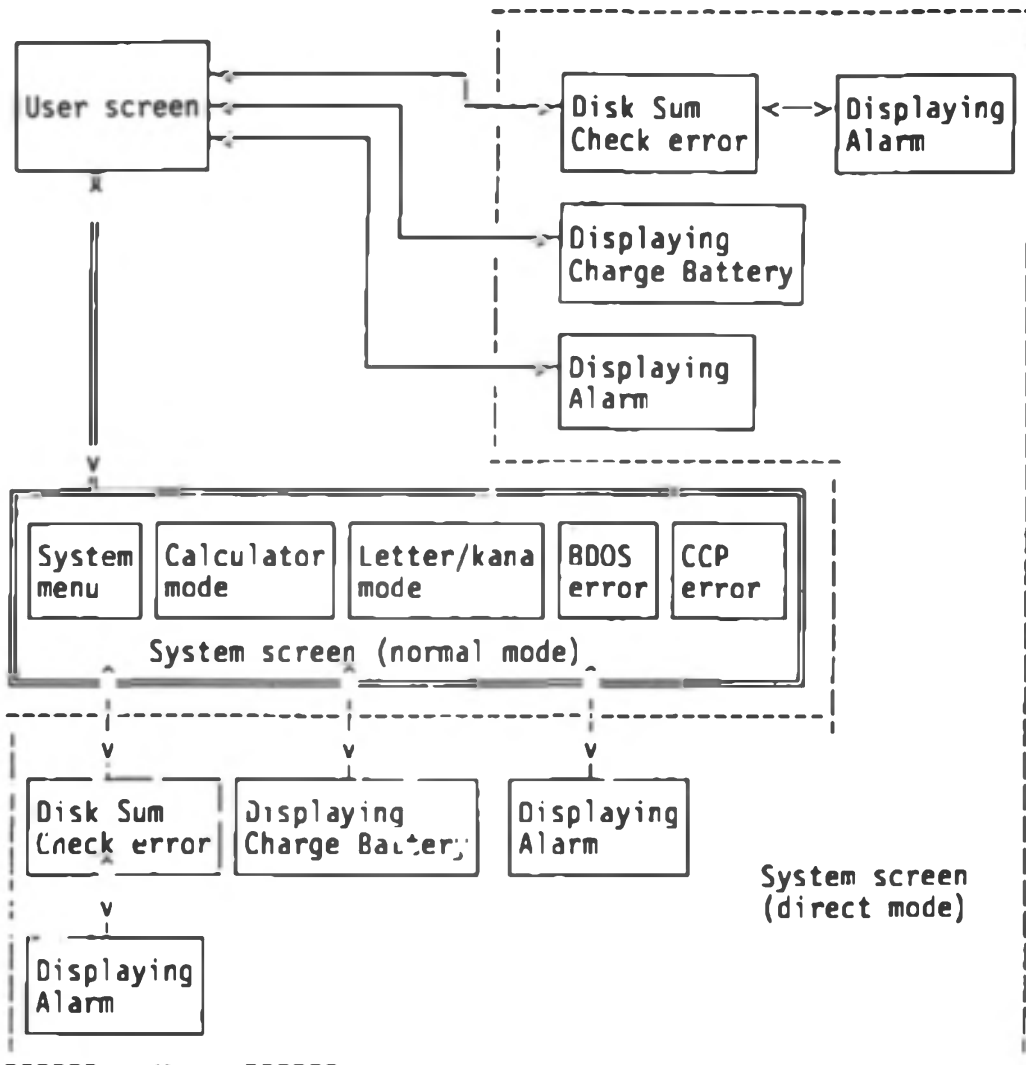 User screen
Disk Sum
Check error
Displaying
Alarm
Displaying
Charge Battery
Displaying
Alarm
System
menu
Calculator
mode
Letter/kana
mode
BDOS
error
CCP
error
System screen (normal mode)
Disk Sum
Check error
Displaying
Charge Battery
Displaying
Alarm
System screen
(direct mode)
Displaying
Alarm